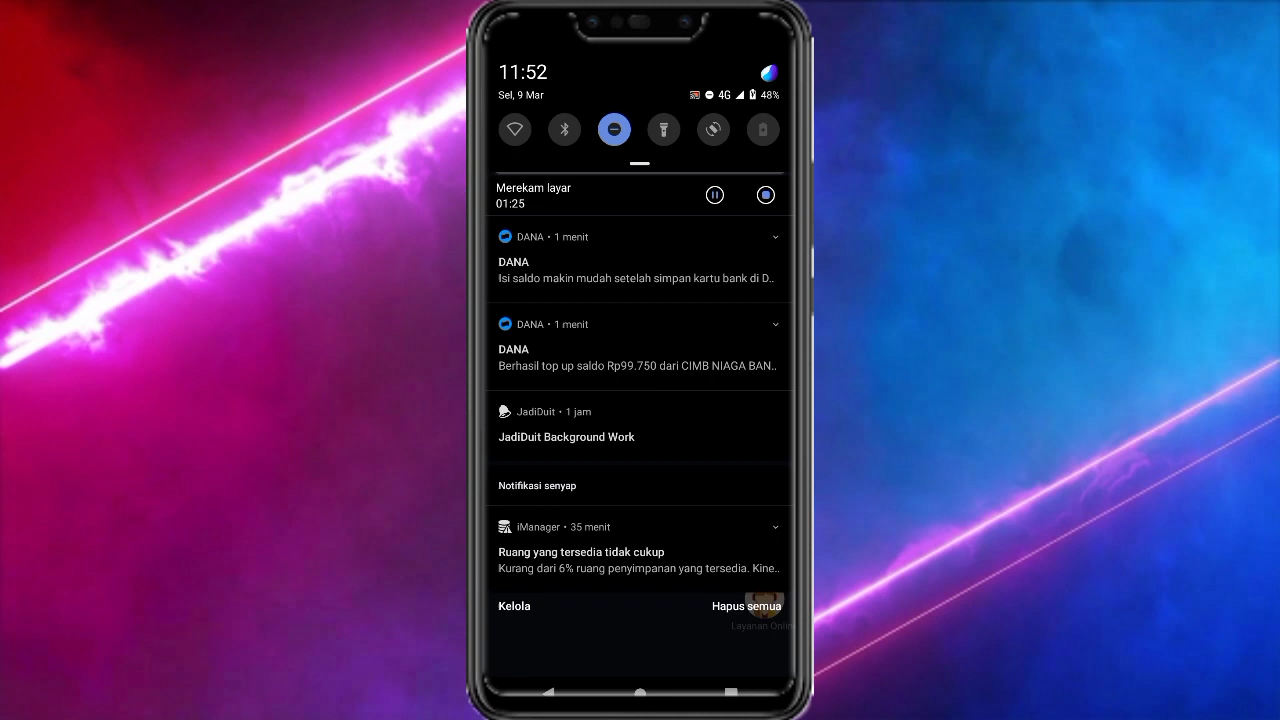 11:52
Sel, 9 Mar
4G 48%
Merekam layar
01:25
DANA • 1 menit
DANA
Isi saldo makin mudah setelah simpan kartu bank di D..
DANA • 1 menit
DANA
Berhasil top up saldo Rp99.750 dari CIMB NIAGA BAN..
JadiDuit • 1 jam
JadiDuit Background Work
Notifikasi senyap
iManager • 35 menit
Ruang yang tersedia tidak cukup
Kurang dari 6% ruang penyimpanan yang tersedia. Kine..
Kelola Hapus semua
Layanan Onlin